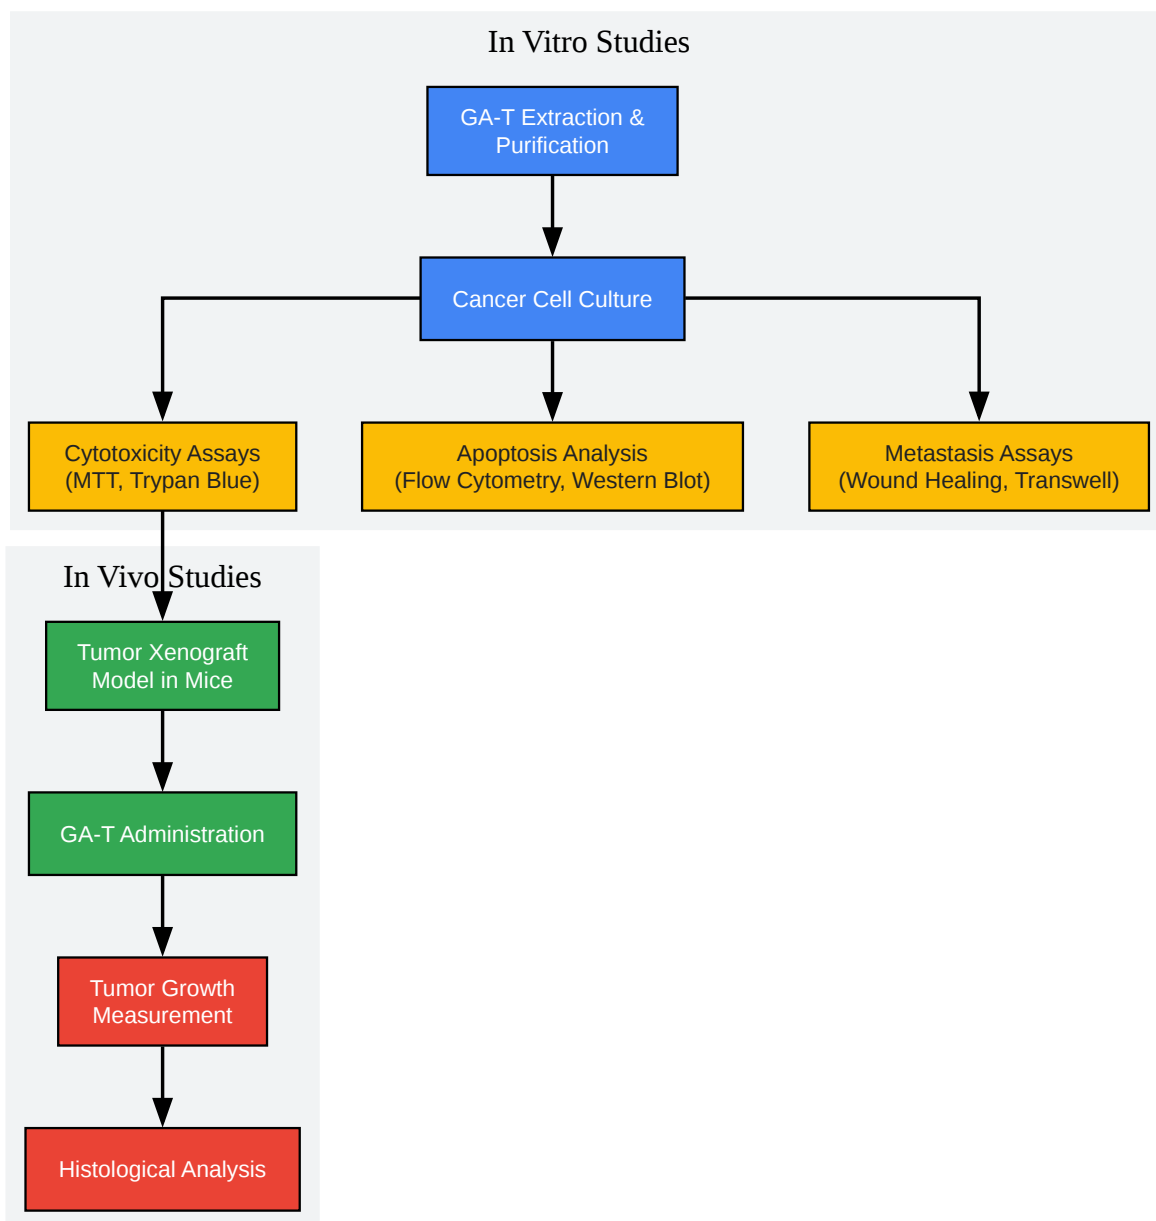 In Vitro Studies
GA-T Extraction &
Purification
Cancer Cell Culture
Cytotoxicity Assays
(MTT, Trypan Blue)
Apoptosis Analysis
(Flow Cytometry, Western Blot)
Metastasis Assays
(Wound Healing, Transwell)
In Vivo Studies
Tumor Xenograft
Model in Mice
GA-T Administration
Tumor Growth
Measurement
Histological Analysis